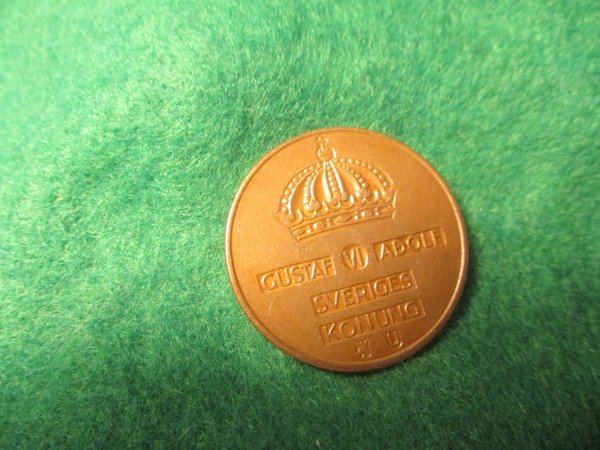 GUSTAF VI ADOLF
SVERIGES
KONUNG
U